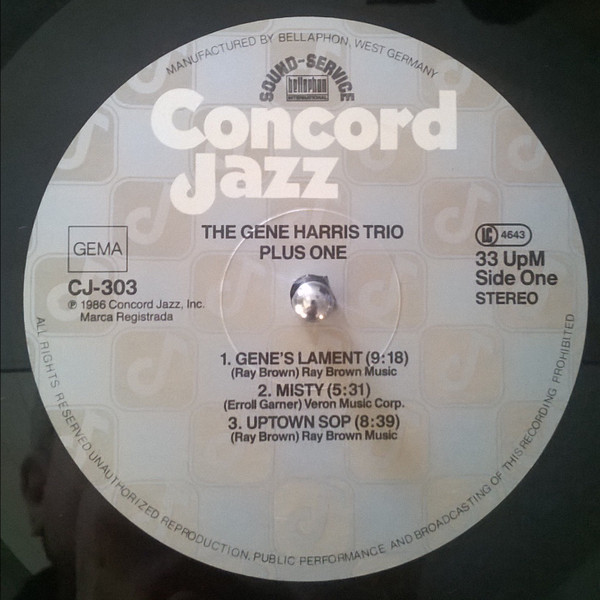 MANUFACTURED BY BELLAPHON, WEST GERMANY
SOUND-SERVICE
bellaphon
INTERNATIONAL
Concord
Jazz
THE GENE HARRIS TRIO
PLUS ONE
GEMA
LC 4643
CJ-303
33 UpM
Side One
STEREO
℗ 1986 Concord Jazz, Inc.
Marca Registrada
1. GENE'S LAMENT (9:18)
(Ray Brown) Ray Brown Music
2. MISTY (5:31)
(Erroll Garner) Veron Music Corp.
3. UPTOWN SOP (8:39)
(Ray Brown) Ray Brown Music
ALL RIGHTS RESERVED UNAUTHORIZED REPRODUCTION, PUBLIC PERFORMANCE AND BROADCASTING OF THIS RECORDING PROHIBITED